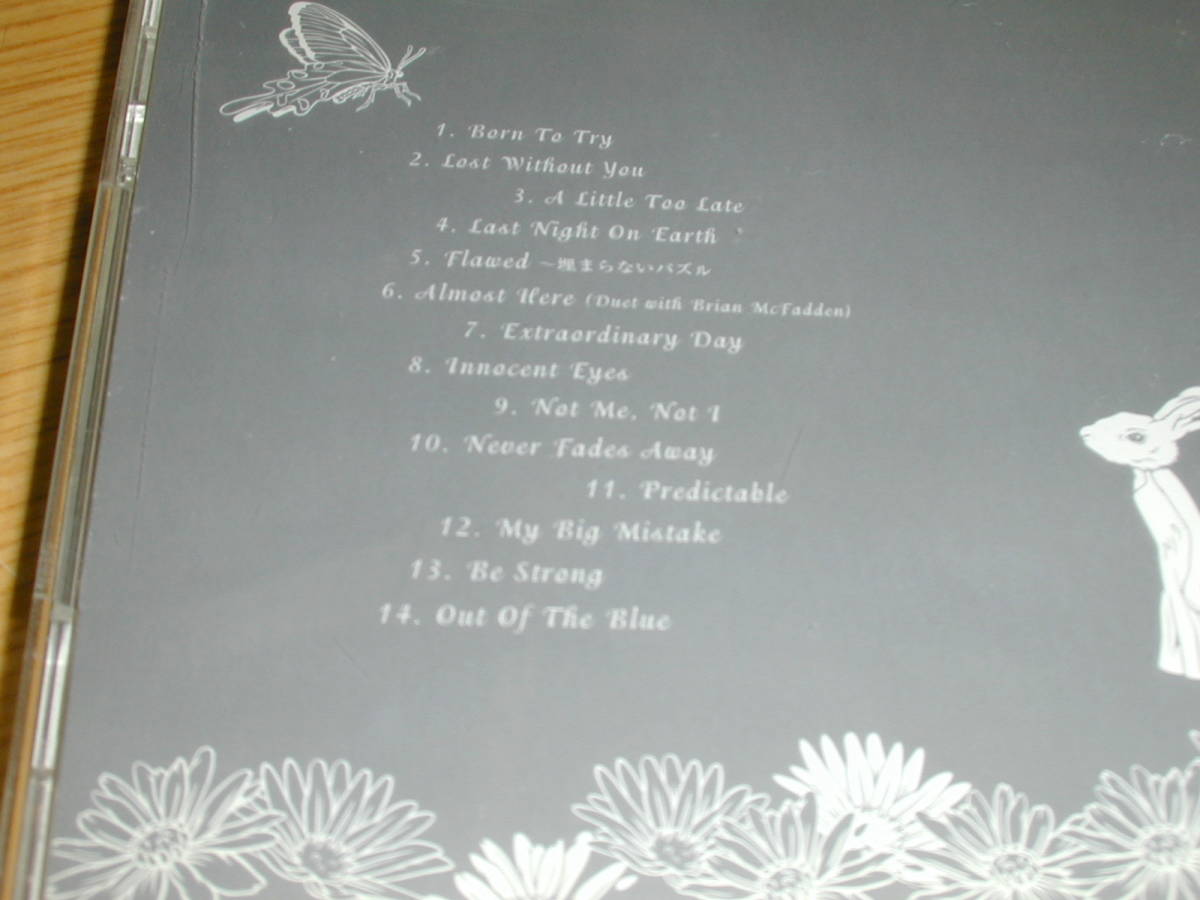 1. Born To Try
2. Lost Without You
3. A Little Too Late
4. Last Night On Earth
5. Flawed ～埋まらないパズル
6. Almost Here (Duet with Brian McFadden)
7. Extraordinary Day
8. Innocent Eyes
9. Not Me, Not I
10. Never Fades Away
11. Predictable
12. My Big Mistake
13. Be Strong
14. Out Of The Blue